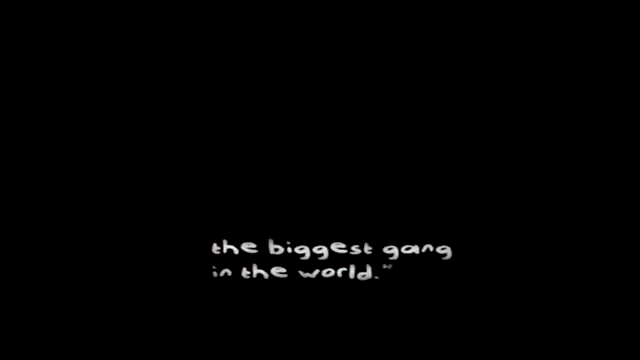 the biggest gang
in the world."